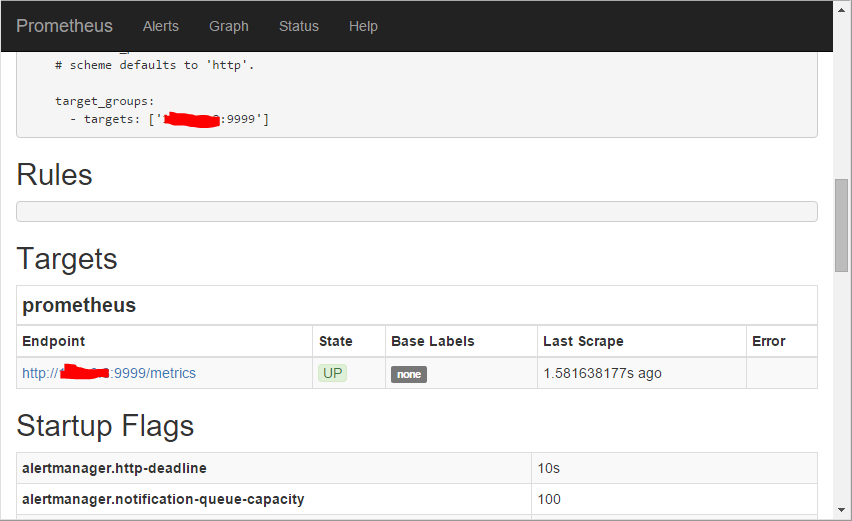 Prometheus Alerts Graph Status Help
# scheme defaults to 'http'.
target_groups:
- targets: [' :9999']
Rules
Targets
prometheus
Endpoint State Base Labels Last Scrape Error
http:// :9999/metrics UP none 1.581638177s ago
Startup Flags
alertmanager.http-deadline 10s
alertmanager.notification-queue-capacity 100